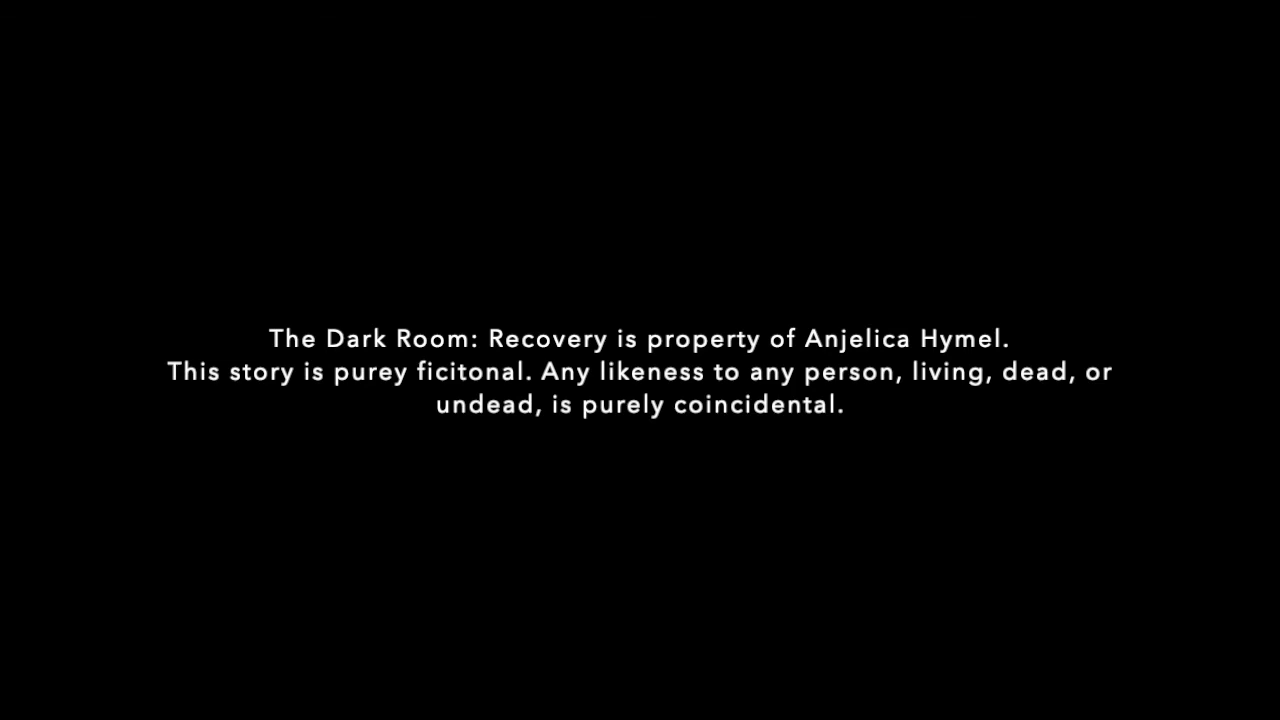 The Dark Room: Recovery is property of Anjelica Hymel.
This story is purey ficitonal. Any likeness to any person, living, dead, or
undead, is purely coincidental.